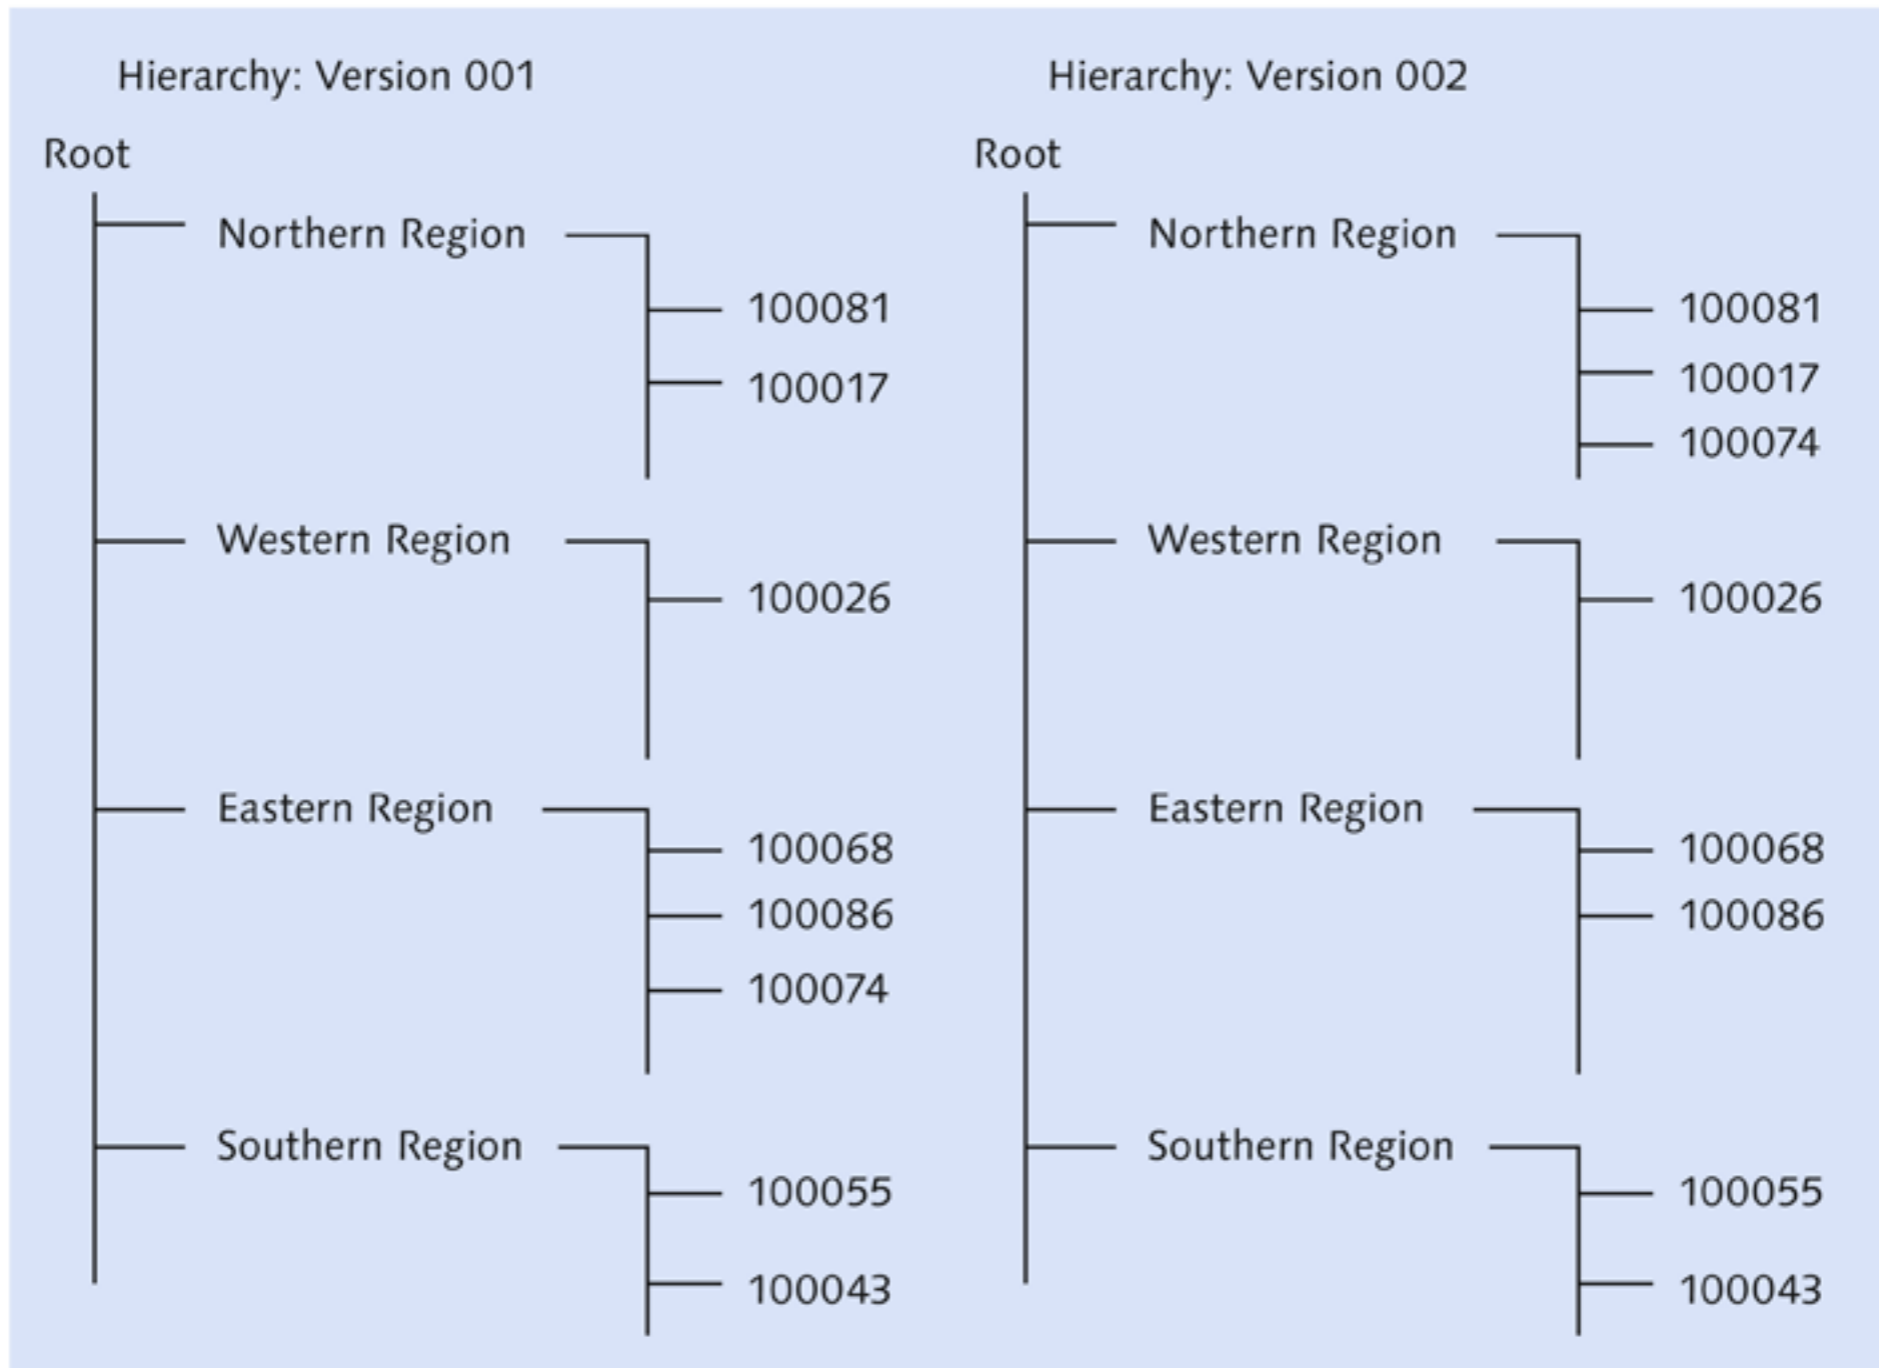 Hierarchy: Version 001
Root
Northern Region
100081
100017
Western Region
100026
Eastern Region
100068
100086
100074
Southern Region
100055
100043
Hierarchy: Version 002
Root
Northern Region
100081
100017
100074
Western Region
100026
Eastern Region
100068
100086
Southern Region
100055
100043